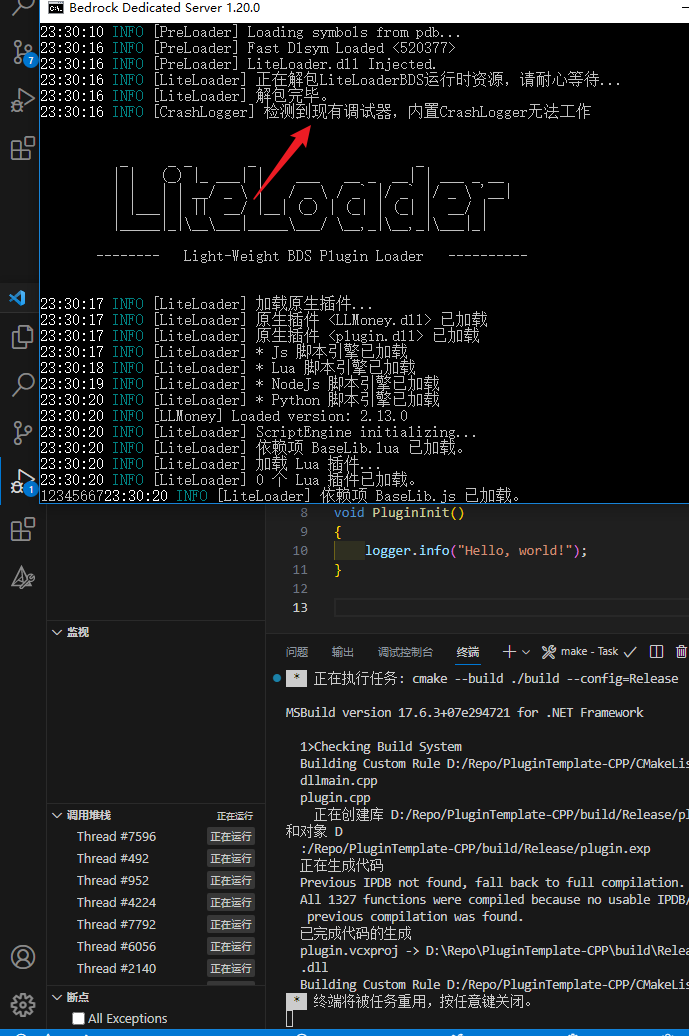 Bedrock Dedicated Server 1.20.0
23:30:10 INFO [PreLoader] Loading symbols from pdb...
23:30:16 INFO [PreLoader] Fast Dlsym Loaded <520377>
23:30:16 INFO [PreLoader] LiteLoader.dll Injected.
23:30:16 INFO [LiteLoader] 正在解包LiteLoaderBDS运行时资源，请耐心等待...
23:30:16 INFO [LiteLoader] 解包完毕。
23:30:16 INFO [CrashLogger] 检测到现有调试器，内置CrashLogger无法工作
LiteLoader
-------- Light-Weight BDS Plugin Loader ----------
23:30:17 INFO [LiteLoader] 加载原生插件...
23:30:17 INFO [LiteLoader] 原生插件 <LLMoney.dll> 已加载
23:30:17 INFO [LiteLoader] 原生插件 <plugin.dll> 已加载
23:30:17 INFO [LiteLoader] * Js 脚本引擎已加载
23:30:18 INFO [LiteLoader] * Lua 脚本引擎已加载
23:30:19 INFO [LiteLoader] * NodeJs 脚本引擎已加载
23:30:20 INFO [LiteLoader] * Python 脚本引擎已加载
23:30:20 INFO [LLMoney] Loaded version: 2.13.0
23:30:20 INFO [LiteLoader] ScriptEngine initializing...
23:30:20 INFO [LiteLoader] 依赖项 BaseLib.lua 已加载。
23:30:20 INFO [LiteLoader] 加载 Lua 插件...
23:30:20 INFO [LiteLoader] 0 个 Lua 插件已加载。
1234566723:30:20 INFO [LiteLoader] 依赖项 BaseLib.js 已加载。
7
1
8 void PluginInit()
9 {
10 logger.info("Hello, world!");
11 }
12
13
监视
问题 输出 调试控制台 终端 make - Task
* 正在执行任务: cmake --build ./build --config=Release
MSBuild version 17.6.3+07e294721 for .NET Framework
1>Checking Build System
Building Custom Rule D:/Repo/PluginTemplate-CPP/CMakeLis
dllmain.cpp
plugin.cpp
正在创建库 D:/Repo/PluginTemplate-CPP/build/Release/pl
和对象 D
:/Repo/PluginTemplate-CPP/build/Release/plugin.exp
正在生成代码
Previous IPDB not found, fall back to full compilation.
All 1327 functions were compiled because no usable IPDB/
previous compilation was found.
已完成代码的生成
plugin.vcxproj -> D:\Repo\PluginTemplate-CPP\build\Relea
.dll
Building Custom Rule D:/Repo/PluginTemplate-CPP/CMakeLis
* 终端将被任务重用，按任意键关闭。
调用堆栈 正在运行
Thread #7596 正在运行
Thread #492 正在运行
Thread #952 正在运行
Thread #4224 正在运行
Thread #7792 正在运行
Thread #6056 正在运行
Thread #2140 正在运行
断点
All Exceptions